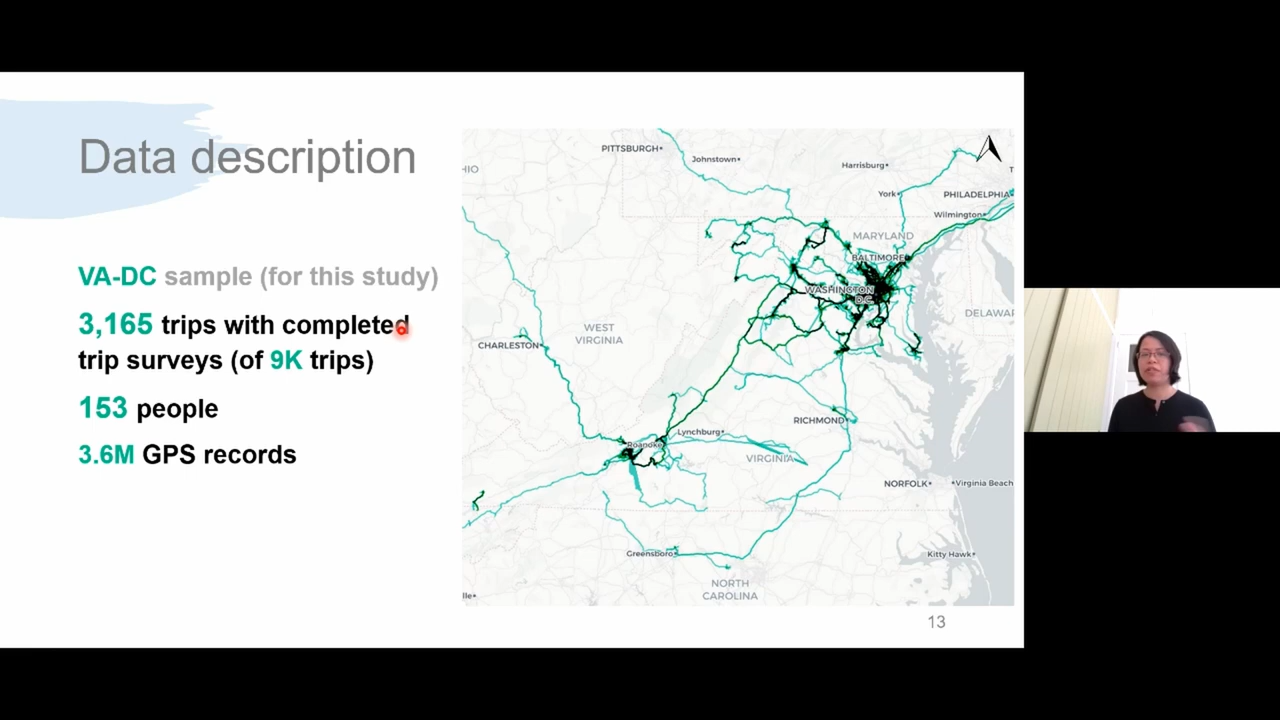 Data description
VA-DC sample (for this study)
3,165 trips with completed
trip surveys (of 9K trips)
153 people
3.6M GPS records
PITTSBURGH
Johnstown
Harrisburg
HIO
York
PHILADELPHIA
Wilmington
MARYLAND
BALTIMORE
WASHINGTON
D.C.
DELAWAR
WEST
VIRGINIA
CHARLESTON
RICHMOND
Lynchburg
Roanoke
VIRGINIA
NORFOLK
Virginia Beach
Greensboro
Kitty Hawk
NORTH
CAROLINA
lle
13